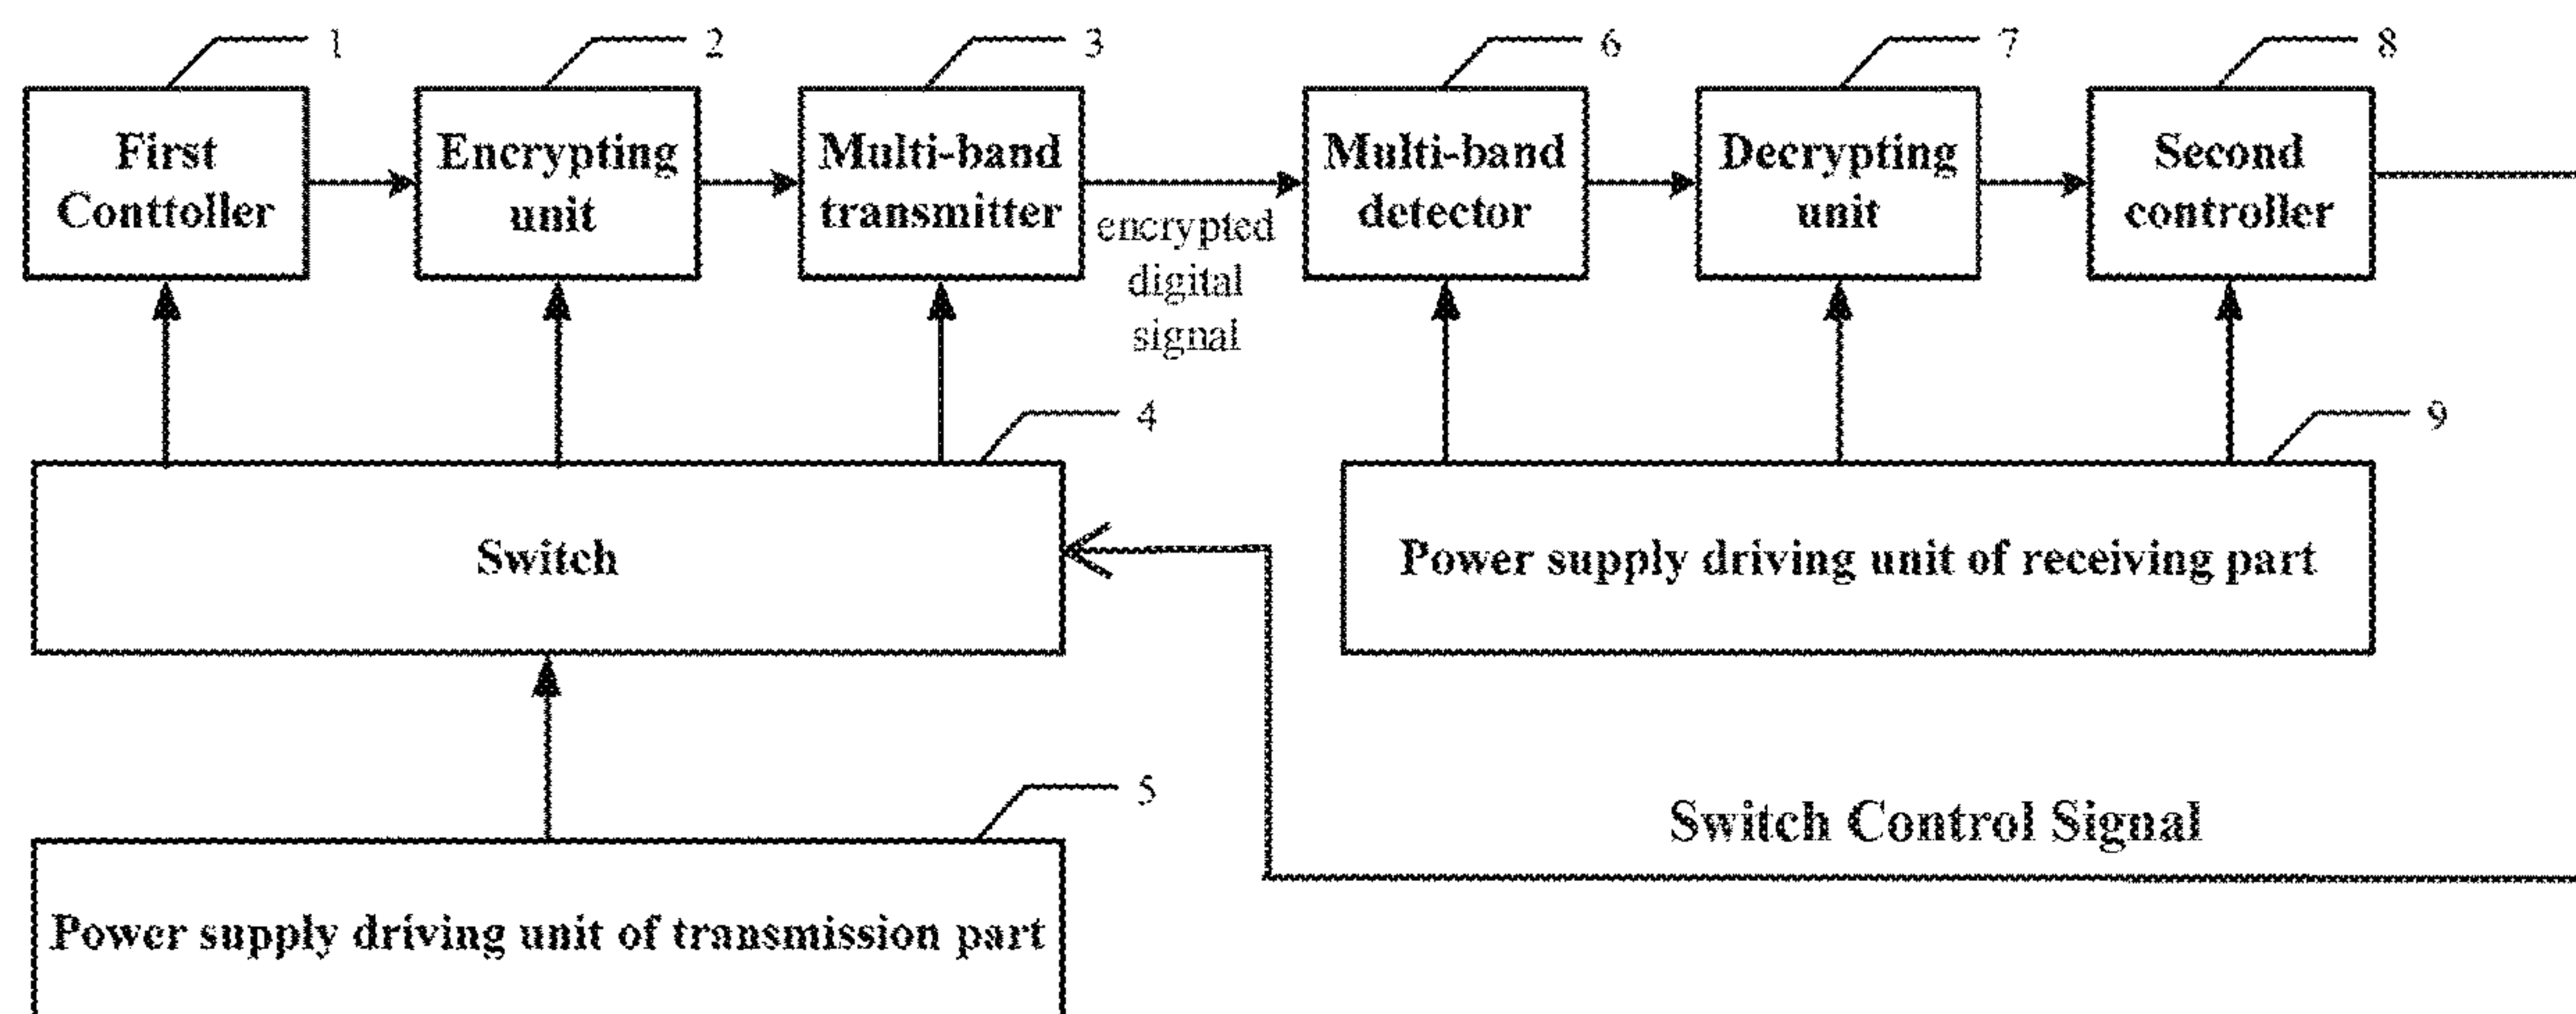 1
2
3
6
7
8
First
Conttoller
Encrypting
unit
Multi-band
transmitter
encrypted
digital
signal
Multi-band
detector
Decrypting
unit
Second
controller
4
9
Switch
Power supply driving unit of receiving part
5
Switch Control Signal
Power supply driving unit of transmission part